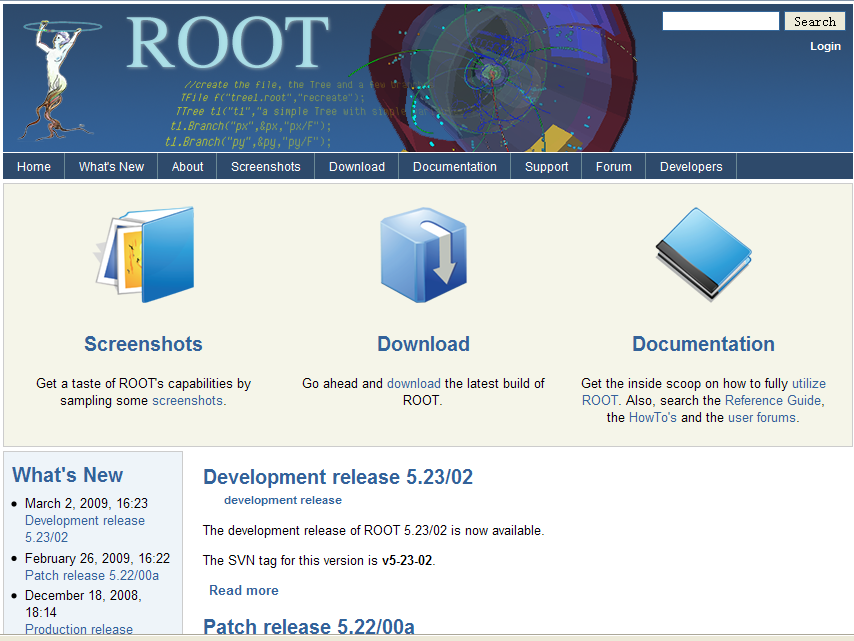 ROOT
Search
Login
//create the file, the Tree and a few branches
TFile f("tree1.root","recreate");
TTree t1("t1","a simple Tree with simple
t1.Branch("px",&px,"px/F");
t1.Branch("py",&py,"py/F");
Home What's New About Screenshots Download Documentation Support Forum Developers
Screenshots
Get a taste of ROOT's capabilities by
sampling some screenshots.
Download
Go ahead and download the latest build of
ROOT.
Documentation
Get the inside scoop on how to fully utilize
ROOT. Also, search the Reference Guide,
the HowTo's and the user forums.
What's New
March 2, 2009, 16:23
Development release
5.23/02
February 26, 2009, 16:22
Patch release 5.22/00a
December 18, 2008,
18:14
Production release
Development release 5.23/02
development release
The development release of ROOT 5.23/02 is now available.
The SVN tag for this version is v5-23-02.
Read more
Patch release 5.22/00a